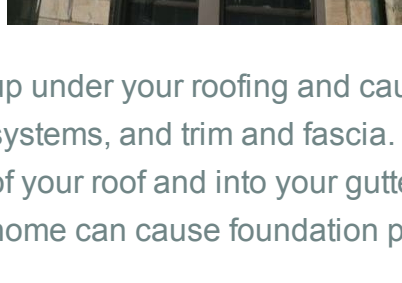 up under your roofing and cau
systems, and trim and fascia.
of your roof and into your gutte
home can cause foundation p